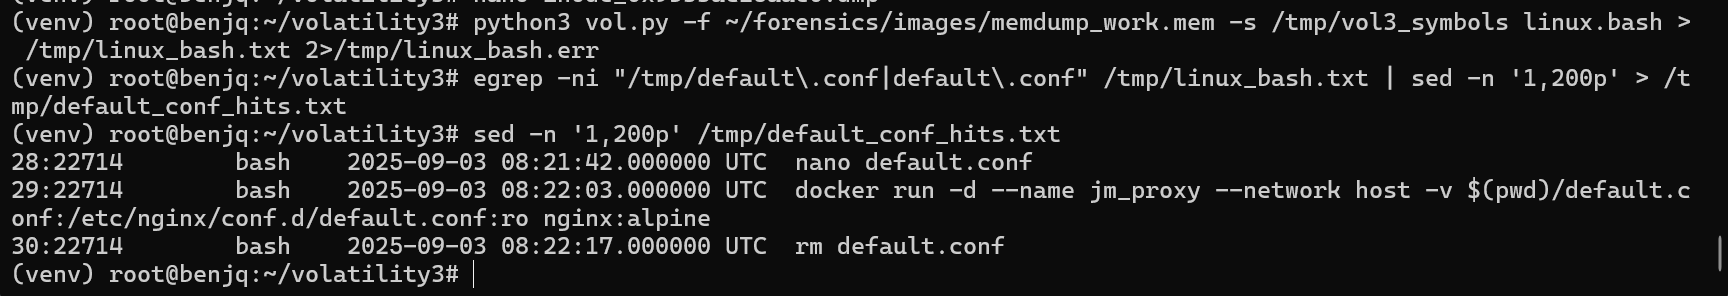 (venv) root@benjq:~/volatility3# python3 vol.py -f ~/forensics/images/memdump_work.mem -s /tmp/vol3_symbols linux.bash >
 /tmp/linux_bash.txt 2>/tmp/linux_bash.err
(venv) root@benjq:~/volatility3# egrep -ni "/tmp/default\.conf|default\.conf" /tmp/linux_bash.txt | sed -n '1,200p' > /t
mp/default_conf_hits.txt
(venv) root@benjq:~/volatility3# sed -n '1,200p' /tmp/default_conf_hits.txt
28:22714        bash    2025-09-03 08:21:42.000000 UTC  nano default.conf
29:22714        bash    2025-09-03 08:22:03.000000 UTC  docker run -d --name jm_proxy --network host -v $(pwd)/default.c
onf:/etc/nginx/conf.d/default.conf:ro nginx:alpine
30:22714        bash    2025-09-03 08:22:17.000000 UTC  rm default.conf
(venv) root@benjq:~/volatility3#